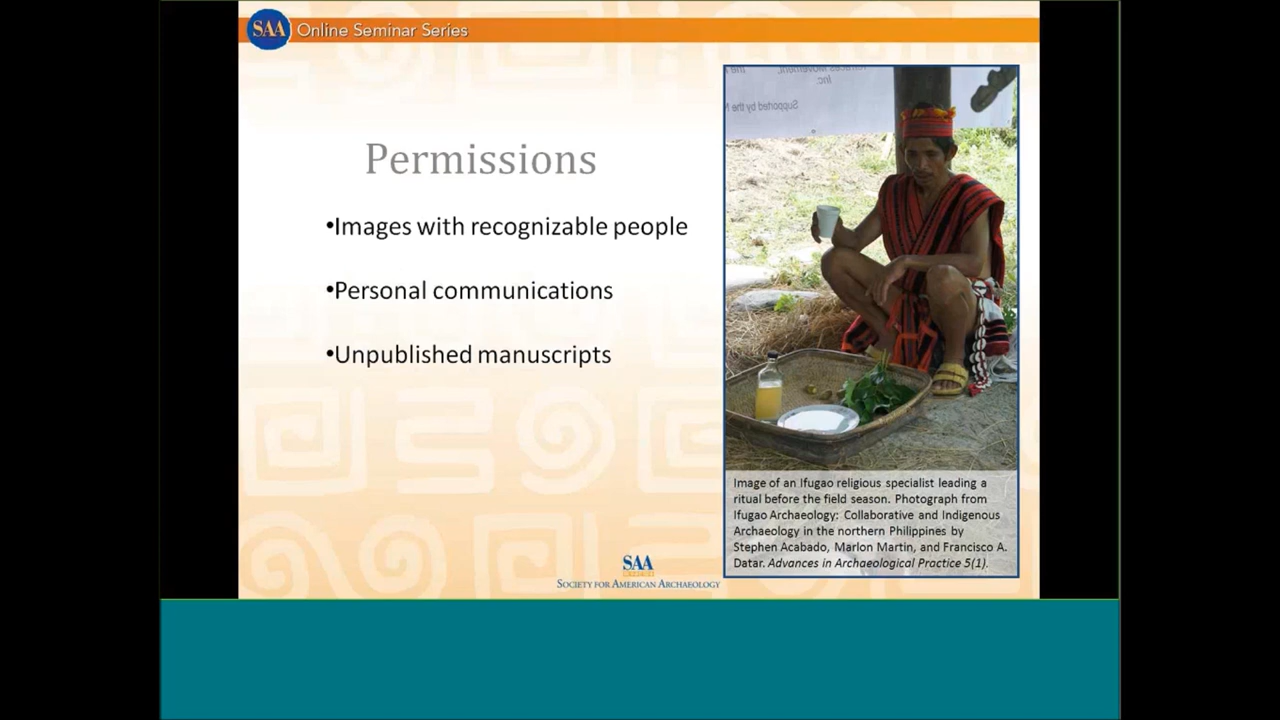 SAA Online Seminar Series
Permissions
•Images with recognizable people
•Personal communications
•Unpublished manuscripts
Inc.
Supported by the
Image of an Ifugao religious specialist leading a
ritual before the field season. Photograph from
Ifugao Archaeology: Collaborative and Indigenous
Archaeology in the northern Philippines by
Stephen Acabado, Marlon Martin, and Francisco A.
Datar. Advances in Archaeological Practice 5(1).
SAA
SOCIETY FOR AMERICAN ARCHAEOLOGY